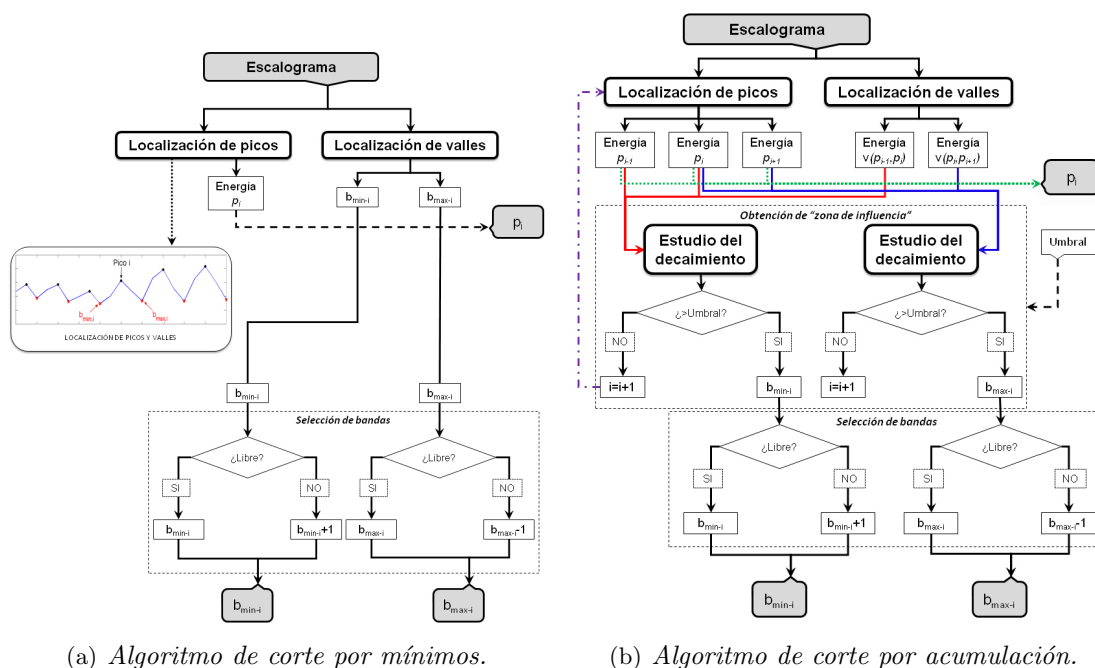 Escalograma
Localización de picos
Localización de valles
Energía
pi
bmin-i
bmax-i
pi
Pico i
bmin,i
bmax,i
LOCALIZACIÓN DE PICOS Y VALLES
bmin-i
bmax-i
Selección de bandas
¿Libre?
¿Libre?
SI
NO
SI
NO
bmin-i
bmin-i+1
bmax-i
bmax-i-1
bmin-i
bmax-i
(a) Algoritmo de corte por mínimos.
Escalograma
Localización de picos
Localización de valles
Energía
pi-1
Energía
pi
Energía
pi+1
Energía
v(pi-1,pi)
Energía
v(pi,pi+1)
pi
Obtención de “zona de influencia”
Estudio del
decaimiento
Estudio del
decaimiento
Umbral
¿>Umbral?
¿>Umbral?
NO
SI
NO
SI
i=i+1
bmin-i
i=i+1
bmax-i
Selección de bandas
¿Libre?
¿Libre?
SI
NO
SI
NO
bmin-i
bmin-i+1
bmax-i
bmax-i-1
bmin-i
bmax-i
(b) Algoritmo de corte por acumulación.